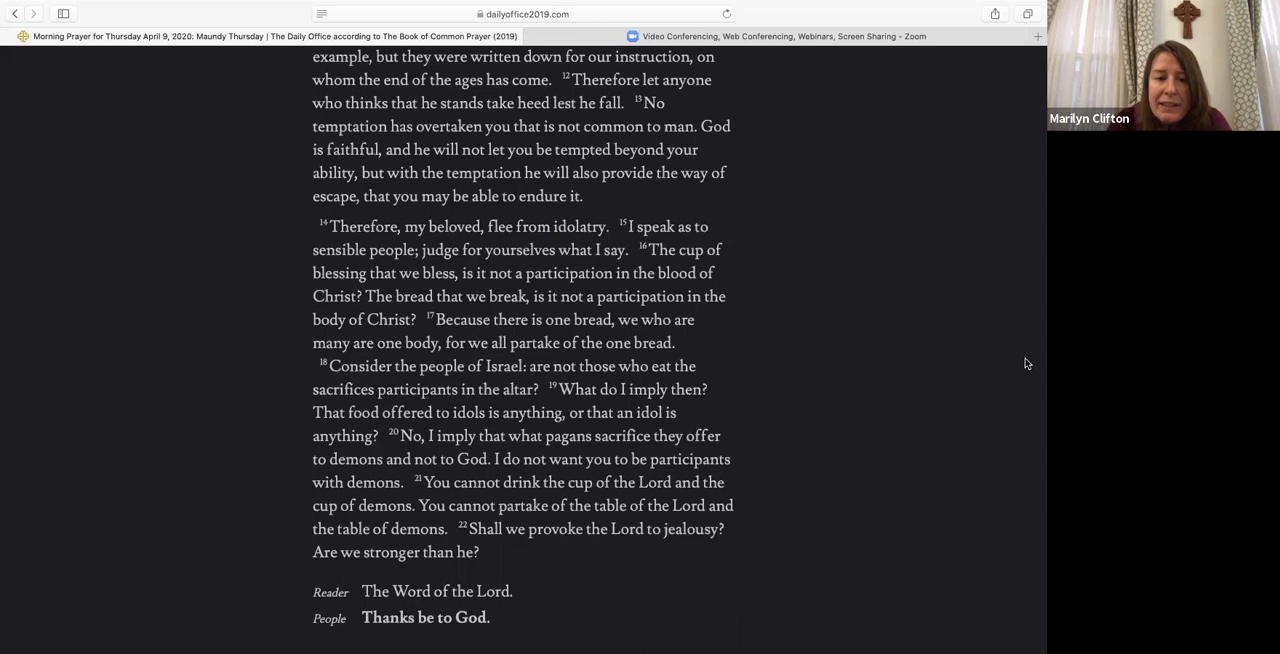 dailyoffice2019.com
Morning Prayer for Thursday April 9, 2020: Maundy Thursday | The Daily Office according to The Book of Common Prayer (2019)
Video Conferencing, Web Conferencing, Webinars, Screen Sharing - Zoom
Marilyn Clifton
example, but they were written down for our instruction, on
whom the end of the ages has come. 12 Therefore let anyone
who thinks that he stands take heed lest he fall. 13 No
temptation has overtaken you that is not common to man. God
is faithful, and he will not let you be tempted beyond your
ability, but with the temptation he will also provide the way of
escape, that you may be able to endure it.
14 Therefore, my beloved, flee from idolatry. 15 I speak as to
sensible people; judge for yourselves what I say. 16 The cup of
blessing that we bless, is it not a participation in the blood of
Christ? The bread that we break, is it not a participation in the
body of Christ? 17 Because there is one bread, we who are
many are one body, for we all partake of the one bread.
18 Consider the people of Israel: are not those who eat the
sacrifices participants in the altar? 19 What do I imply then?
That food offered to idols is anything, or that an idol is
anything? 20 No, I imply that what pagans sacrifice they offer
to demons and not to God. I do not want you to be participants
with demons. 21 You cannot drink the cup of the Lord and the
cup of demons. You cannot partake of the table of the Lord and
the table of demons. 22 Shall we provoke the Lord to jealousy?
Are we stronger than he?
Reader The Word of the Lord.
People Thanks be to God.